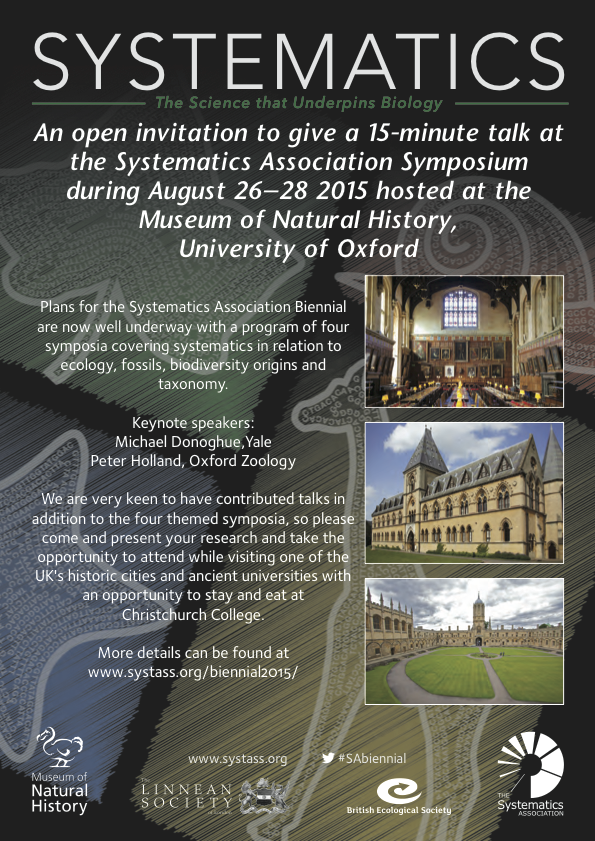 SYSTEMATICS
The Science that Underpins Biology
An open invitation to give a 15-minute talk at
the Systematics Association Symposium
during August 26–28 2015 hosted at the
Museum of Natural History,
University of Oxford
Plans for the Systematics Association Biennial
are now well underway with a program of four
symposia covering systematics in relation to
ecology, fossils, biodiversity origins and
taxonomy.
Keynote speakers:
Michael Donoghue,Yale
Peter Holland, Oxford Zoology
We are very keen to have contributed talks in
addition to the four themed symposia, so please
come and present your research and take the
opportunity to attend while visiting one of the
UK's historic cities and ancient universities with
an opportunity to stay and eat at
Christchurch College.
More details can be found at
www.systass.org/biennial2015/
www.systass.org
#SAbiennial
Museum of
Natural
History
The
LINNEAN
SOCIETY
British Ecological Society
THE
Systematics
ASSOCIATION